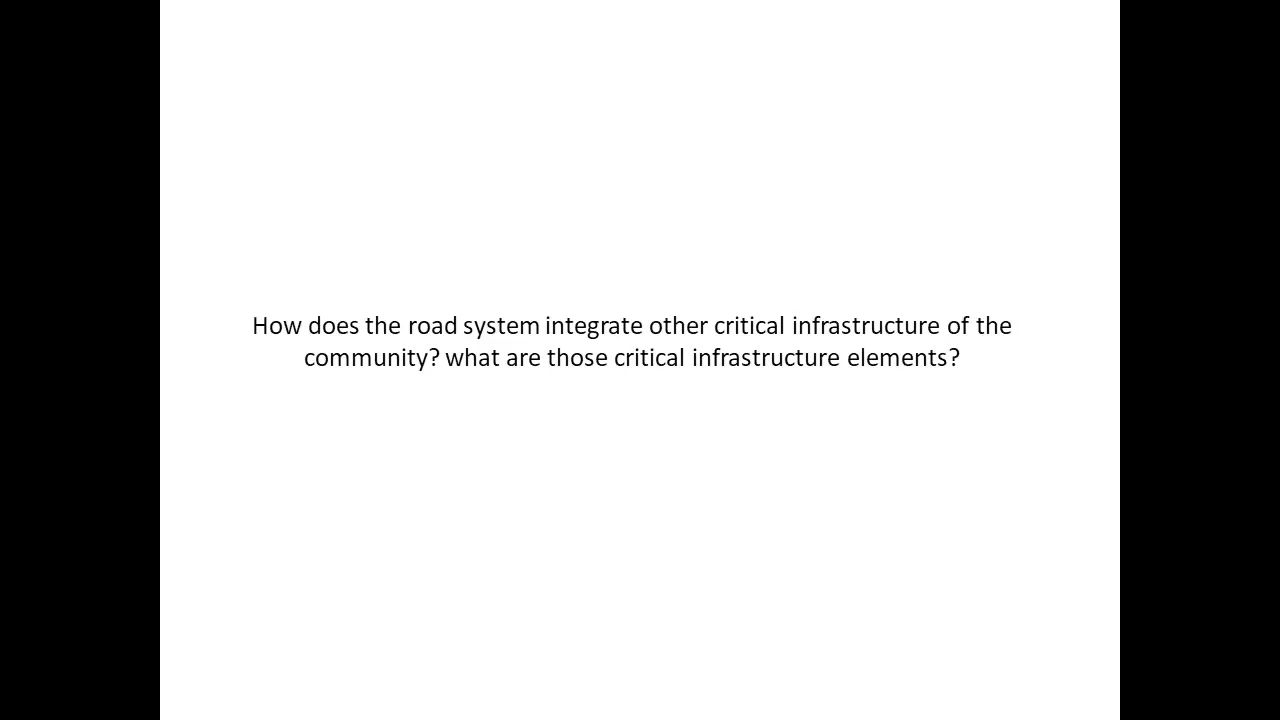 How does the road system integrate other critical infrastructure of the
community? what are those critical infrastructure elements?